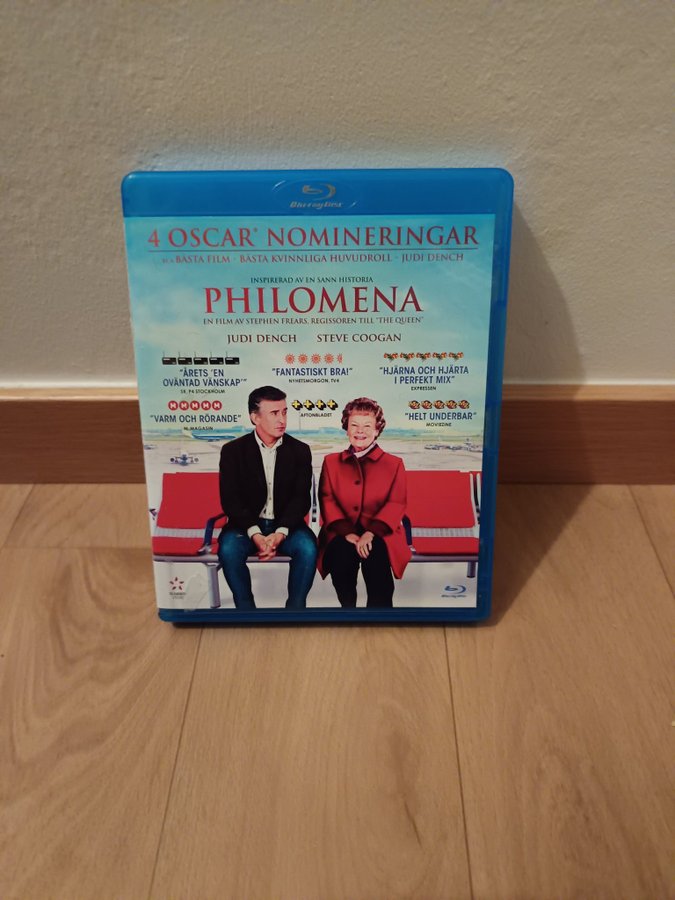 Blu-ray Disc
4 OSCAR® NOMINERINGAR
BL A BÄSTA FILM · BÄSTA KVINNLIGA HUVUDROLL - JUDI DENCH
INSPIRERAD AV EN SANN HISTORIA
PHILOMENA
EN FILM AV STEPHEN FREARS, REGISSÖREN TILL "THE QUEEN"
JUDI DENCH STEVE COOGAN
"ÅRETS 'EN
OVÄNTAD VÄNSKAP'"
SR, P4 STOCKHOLM
"FANTASTISKT BRA!"
NYHETSMORGON, TV4
"HJÄRNA OCH HJÄRTA
I PERFEKT MIX"
EXPRESSEN
"VARM OCH RÖRANDE"
M-MAGASIN
AFTONBLADET
"HELT UNDERBAR"
MOVIEZINE
Blu-ray Disc